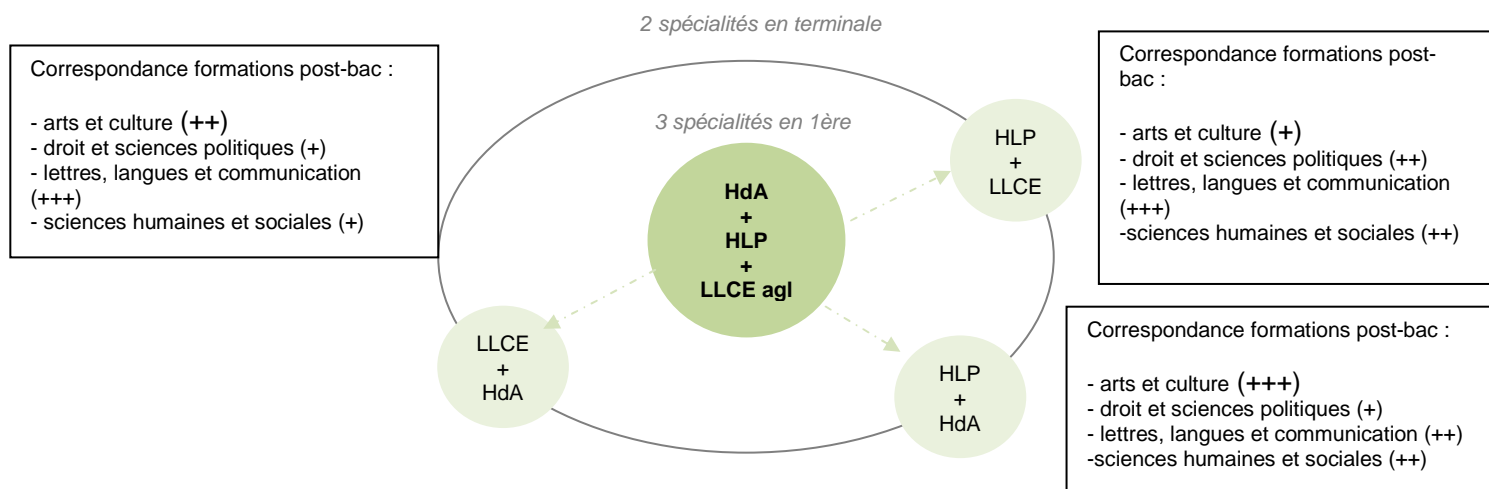 2 spécialités en terminale
Correspondance formations post-bac :
- arts et culture (++)
- droit et sciences politiques (+)
- lettres, langues et communication
(+++)
- sciences humaines et sociales (+)
3 spécialités en 1ère
HdA
+
HLP
+
LLCE agl
HLP
+
LLCE
Correspondance formations post-
bac :
- arts et culture (+)
- droit et sciences politiques (++)
- lettres, langues et communication
(+++)
-sciences humaines et sociales (++)
LLCE
+
HdA
HLP
+
HdA
Correspondance formations post-bac :
- arts et culture (+++)
- droit et sciences politiques (+)
- lettres, langues et communication (++)
-sciences humaines et sociales (++)